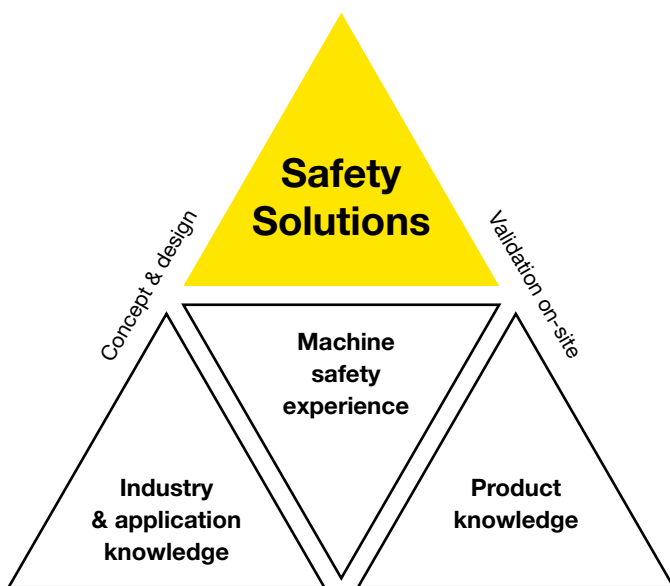 Safety
Solutions
Concept & design
Validation on-site
Machine
safety
experience
Industry
& application
knowledge
Product
knowledge